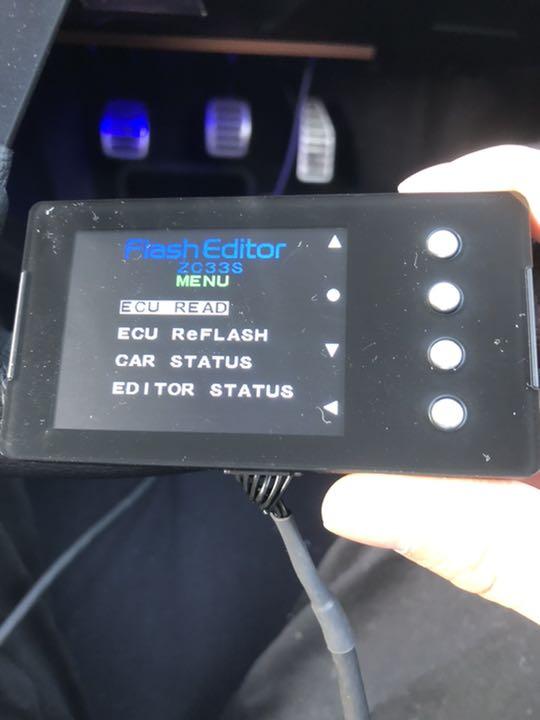 Flash Editor
ZC33S
MENU
ECU READ
ECU ReFLASH
CAR STATUS
EDITOR STATUS